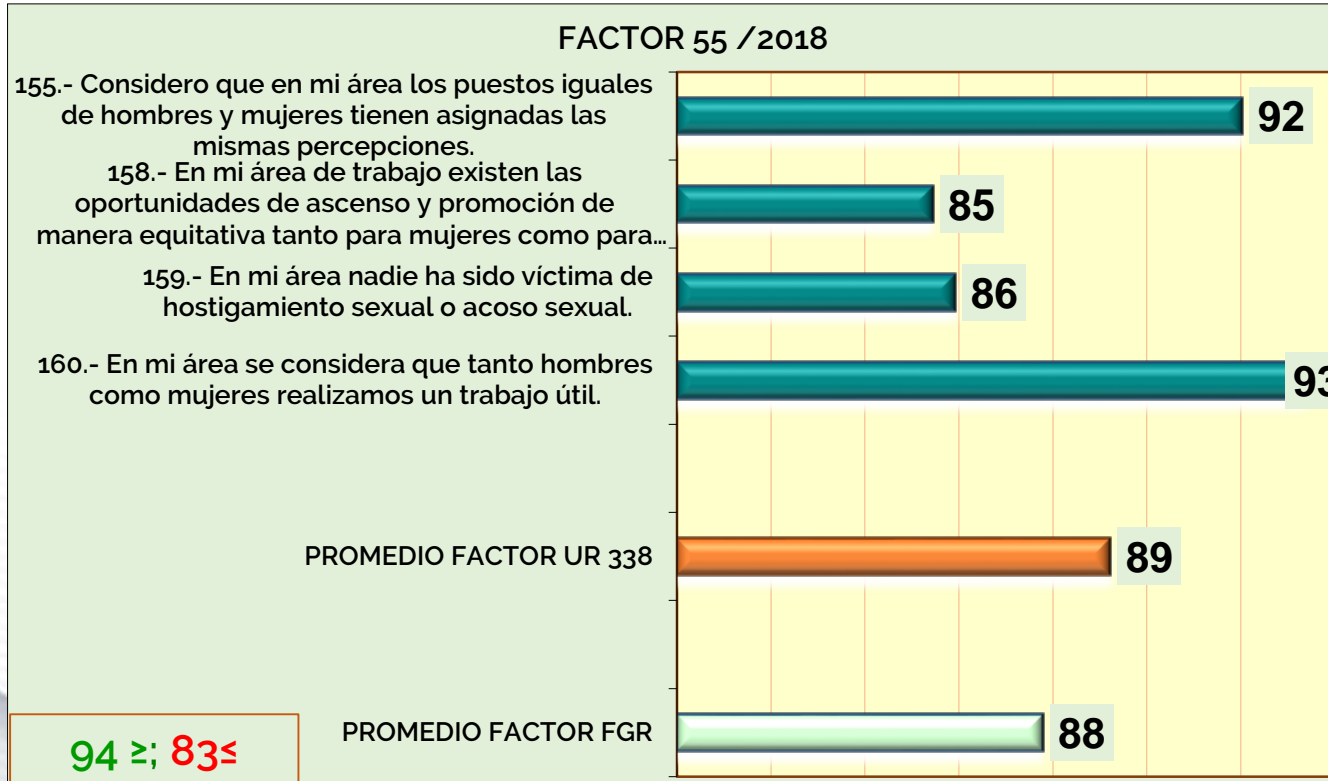 FACTOR 55 /2018
155.- Considero que en mi área los puestos iguales
de hombres y mujeres tienen asignadas las
mismas percepciones.
92
158.- En mi área de trabajo existen las
oportunidades de ascenso y promoción de
manera equitativa tanto para mujeres como para...
85
159.- En mi área nadie ha sido víctima de
hostigamiento sexual o acoso sexual.
86
160.- En mi área se considera que tanto hombres
como mujeres realizamos un trabajo útil.
93
PROMEDIO FACTOR UR 338
89
PROMEDIO FACTOR FGR
88
94 ≥; 83≤